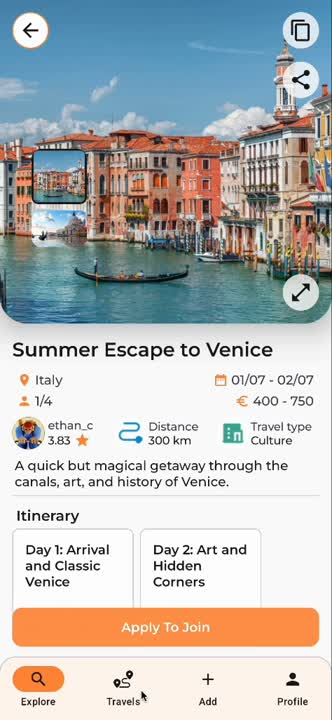 Summer Escape to Venice
Italy
01/07 - 02/07
1/4
€ 400 - 750
ethan_c
3.83
Distance
300 km
Travel type
Culture
A quick but magical getaway through the
canals, art, and history of Venice.
Itinerary
Day 1: Arrival
and Classic
Venice
Day 2: Art and
Hidden
Corners
Apply To Join
Explore
Travels
Add
Profile